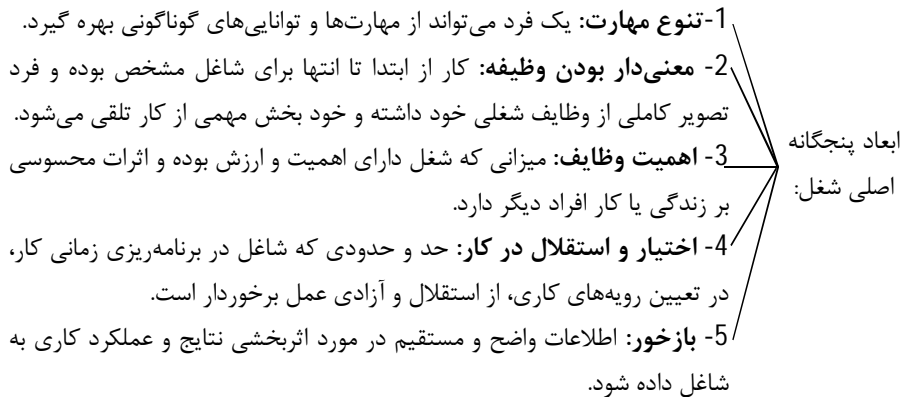 ابعاد پنجگانه
اصلی شغل:
1-تنوع مهارت: یک فرد می‌تواند از مهارت‌ها و توانایی‌های گوناگونی بهره گیرد.
2- معنی‌دار بودن وظیفه: کار از ابتدا تا انتها برای شاغل مشخص بوده و فرد
تصویر کاملی از وظایف شغلی خود داشته و خود بخش مهمی از کار تلقی می‌شود.
3- اهمیت وظایف: میزانی که شغل دارای اهمیت و ارزش بوده و اثرات محسوسی
بر زندگی یا کار افراد دیگر دارد.
4- اختیار و استقلال در کار: حد و حدودی که شاغل در برنامه‌ریزی زمانی کار،
در تعیین رویه‌های کاری، از استقلال و آزادی عمل برخوردار است.
5- بازخور: اطلاعات واضح و مستقیم در مورد اثربخشی نتایج و عملکرد کاری به
شاغل داده شود.